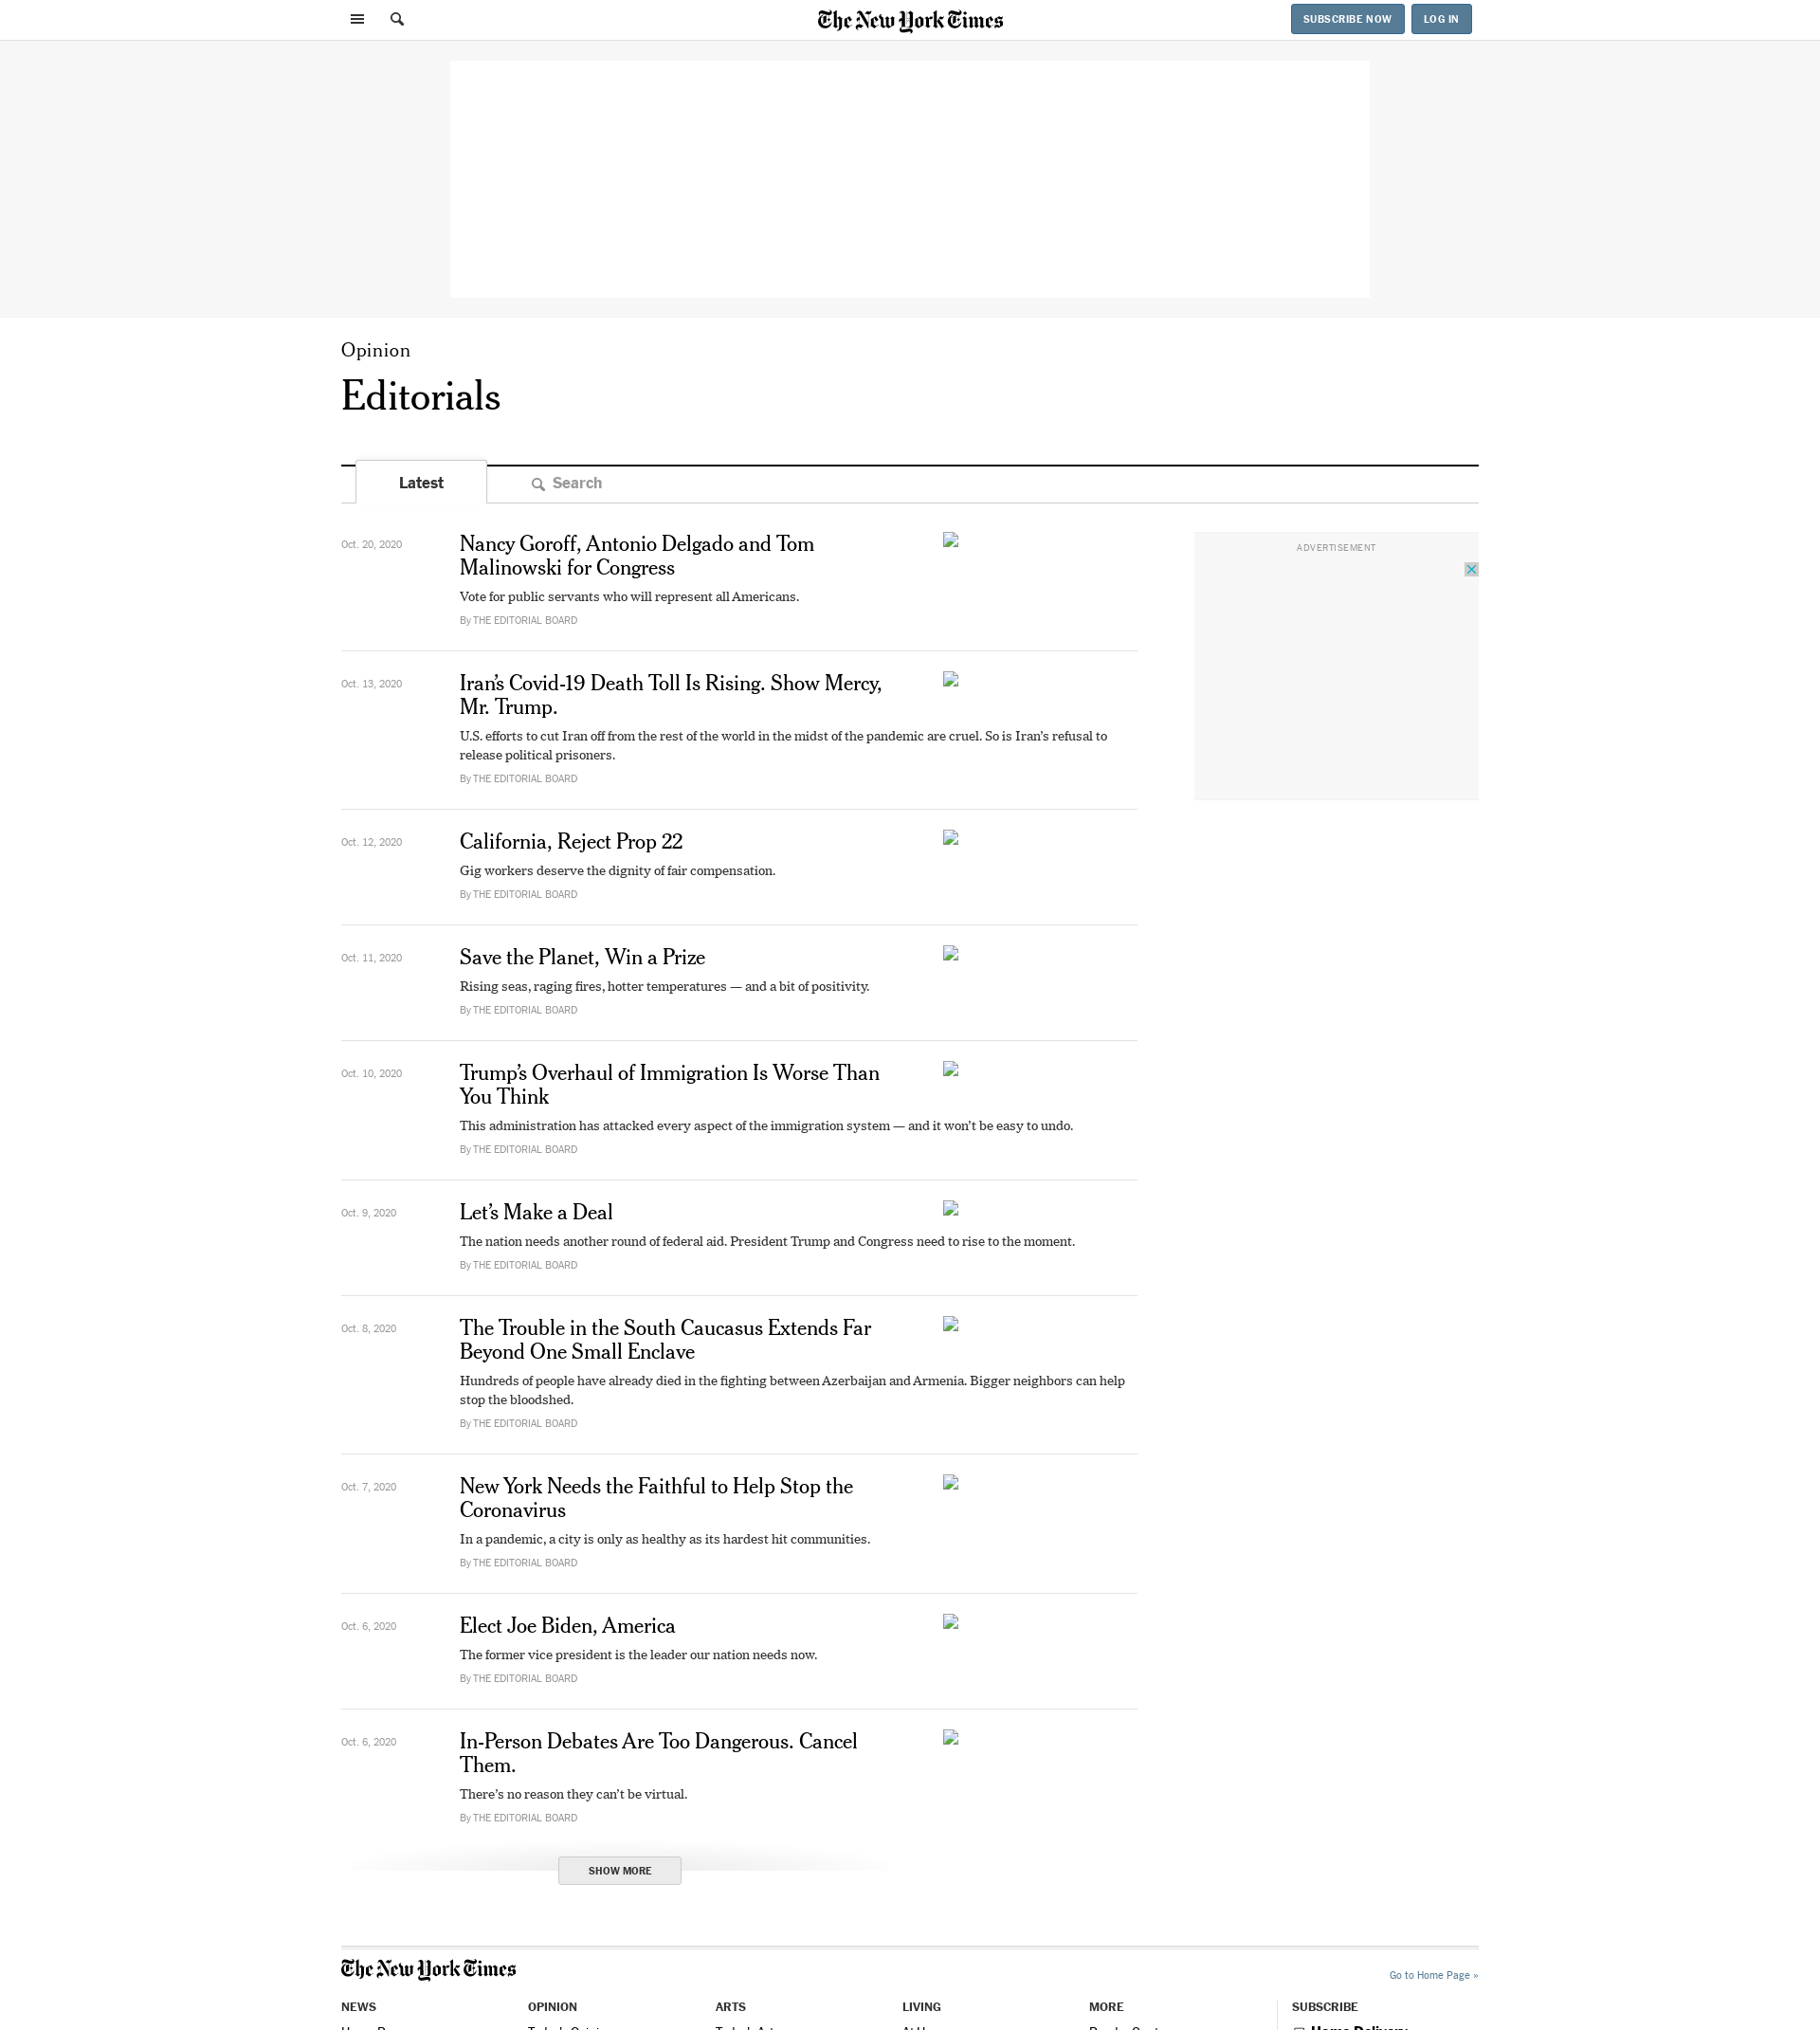 The New York Times
SUBSCRIBE NOW
LOG IN
Opinion
Editorials
Latest
Search
Oct. 20, 2020
Nancy Goroff, Antonio Delgado and Tom
Malinowski for Congress
Vote for public servants who will represent all Americans.
By THE EDITORIAL BOARD
ADVERTISEMENT
Oct. 13, 2020
Iran’s Covid-19 Death Toll Is Rising. Show Mercy,
Mr. Trump.
U.S. efforts to cut Iran off from the rest of the world in the midst of the pandemic are cruel. So is Iran’s refusal to
release political prisoners.
By THE EDITORIAL BOARD
Oct. 12, 2020
California, Reject Prop 22
Gig workers deserve the dignity of fair compensation.
By THE EDITORIAL BOARD
Oct. 11, 2020
Save the Planet, Win a Prize
Rising seas, raging fires, hotter temperatures — and a bit of positivity.
By THE EDITORIAL BOARD
Oct. 10, 2020
Trump’s Overhaul of Immigration Is Worse Than
You Think
This administration has attacked every aspect of the immigration system — and it won’t be easy to undo.
By THE EDITORIAL BOARD
Oct. 9, 2020
Let’s Make a Deal
The nation needs another round of federal aid. President Trump and Congress need to rise to the moment.
By THE EDITORIAL BOARD
Oct. 8, 2020
The Trouble in the South Caucasus Extends Far
Beyond One Small Enclave
Hundreds of people have already died in the fighting between Azerbaijan and Armenia. Bigger neighbors can help
stop the bloodshed.
By THE EDITORIAL BOARD
Oct. 7, 2020
New York Needs the Faithful to Help Stop the
Coronavirus
In a pandemic, a city is only as healthy as its hardest hit communities.
By THE EDITORIAL BOARD
Oct. 6, 2020
Elect Joe Biden, America
The former vice president is the leader our nation needs now.
By THE EDITORIAL BOARD
Oct. 6, 2020
In-Person Debates Are Too Dangerous. Cancel
Them.
There’s no reason they can’t be virtual.
By THE EDITORIAL BOARD
SHOW MORE
The New York Times
Go to Home Page »
NEWS
OPINION
ARTS
LIVING
MORE
SUBSCRIBE